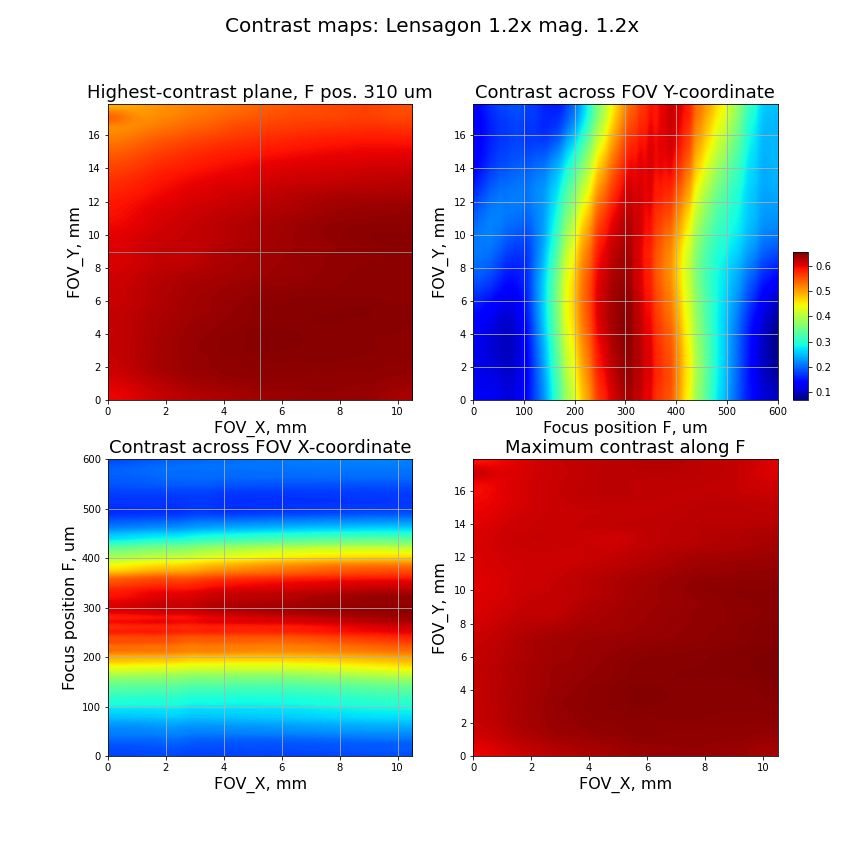 Contrast maps: Lensagon 1.2x mag. 1.2x
Highest-contrast plane, F pos. 310 um
FOV_Y, mm
16
14
12
10
8
6
4
2
0
0 2 4 6 8 10
FOV_X, mm
Contrast across FOV Y-coordinate
FOV_Y, mm
16
14
12
10
8
6
4
2
0
0 100 200 300 400 500 600
Focus position F, um
0.6
0.5
0.4
0.3
0.2
0.1
Contrast across FOV X-coordinate
Focus position F, um
600
500
400
300
200
100
0
0 2 4 6 8 10
FOV_X, mm
Maximum contrast along F
FOV_Y, mm
16
14
12
10
8
6
4
2
0
0 2 4 6 8 10
FOV_X, mm